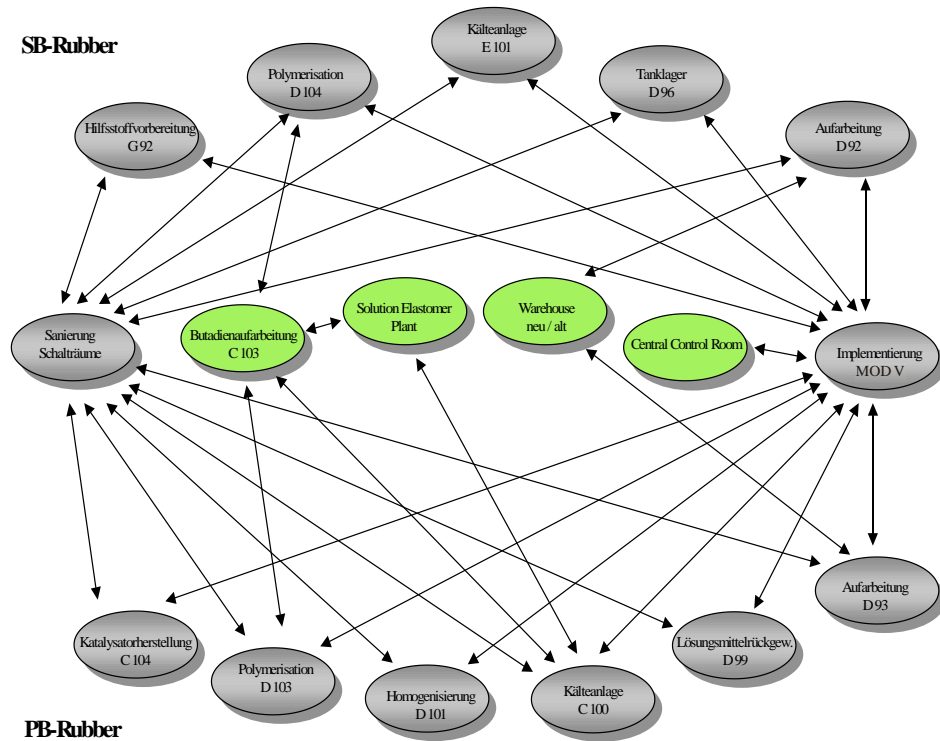 Kälteanlage
E 101
SB-Rubber
Polymerisation
D 104
Tanklager
D 96
Hilfsstoffvorbereitung
G 92
Aufarbeitung
D 92
Sanierung
Schalträume
Butadienaufarbeitung
C 103
Solution Elastomer
Plant
Warehouse
neu / alt
Central Control Room
Implementierung
MOD V
Aufarbeitung
D 93
Katalysatorherstellung
C 104
Polymerisation
D 103
Homogenisierung
D 101
Kälteanlage
C 100
Lösungsmittelrückgew.
D 99
PB-Rubber